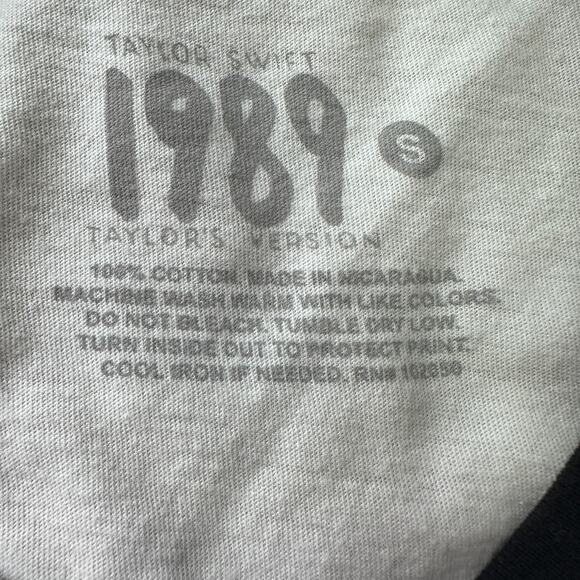 TAYLOR SWIFT
1989
S
TAYLOR'S VERSION
100% COTTON. MADE IN NICARAGUA.
MACHINE WASH WARM WITH LIKE COLORS.
DO NOT BLEACH. TUMBLE DRY LOW.
TURN INSIDE OUT TO PROTECT PRINT.
COOL IRON IF NEEDED. RN#